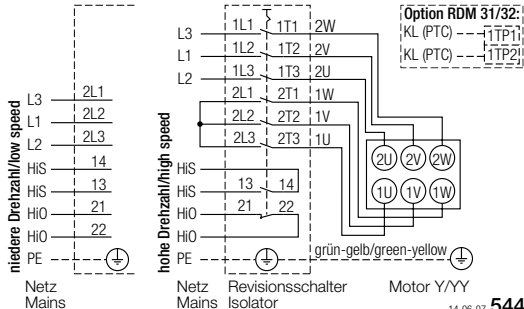 niedere Drehzahl/low speed
L3 2L1
L1 2L2
L2 2L3
HiS 14
HiS 13
HiO 21
HiO 22
PE
Netz
Mains
hohe Drehzahl/high speed
L3 1L1 1T1 2W
L1 1L2 1T2 2V
L2 1L3 1T3 2U
2L1 2T1 1W
2L2 2T2 1V
2L3 2T3 1U
HiS
HiS 13 14
HiO 21 22
HiO
PE
grün-gelb/green-yellow
Netz
Mains
Revisionsschalter
Isolator
Option RDM 31/32:
KL (PTC) 1TP1
KL (PTC) 1TP2
2U 2V 2W
1U 1V 1W
Motor Y/YY
14.06.07 544